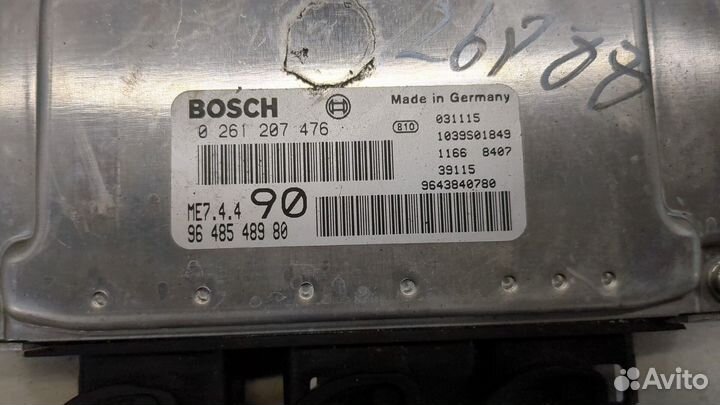 26p88
BOSCH
Made in Germany
0 261 207 476
810
031115
1039S01849
1166 8407
39115
9643840780
ME7.4.4 90
96 485 489 80
Avito